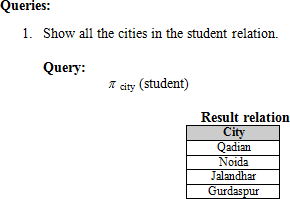 Queries:
1. Show all the cities in the student relation.
Query:
π city (student)
Result relation
City
Qadian
Noida
Jalandhar
Gurdaspur